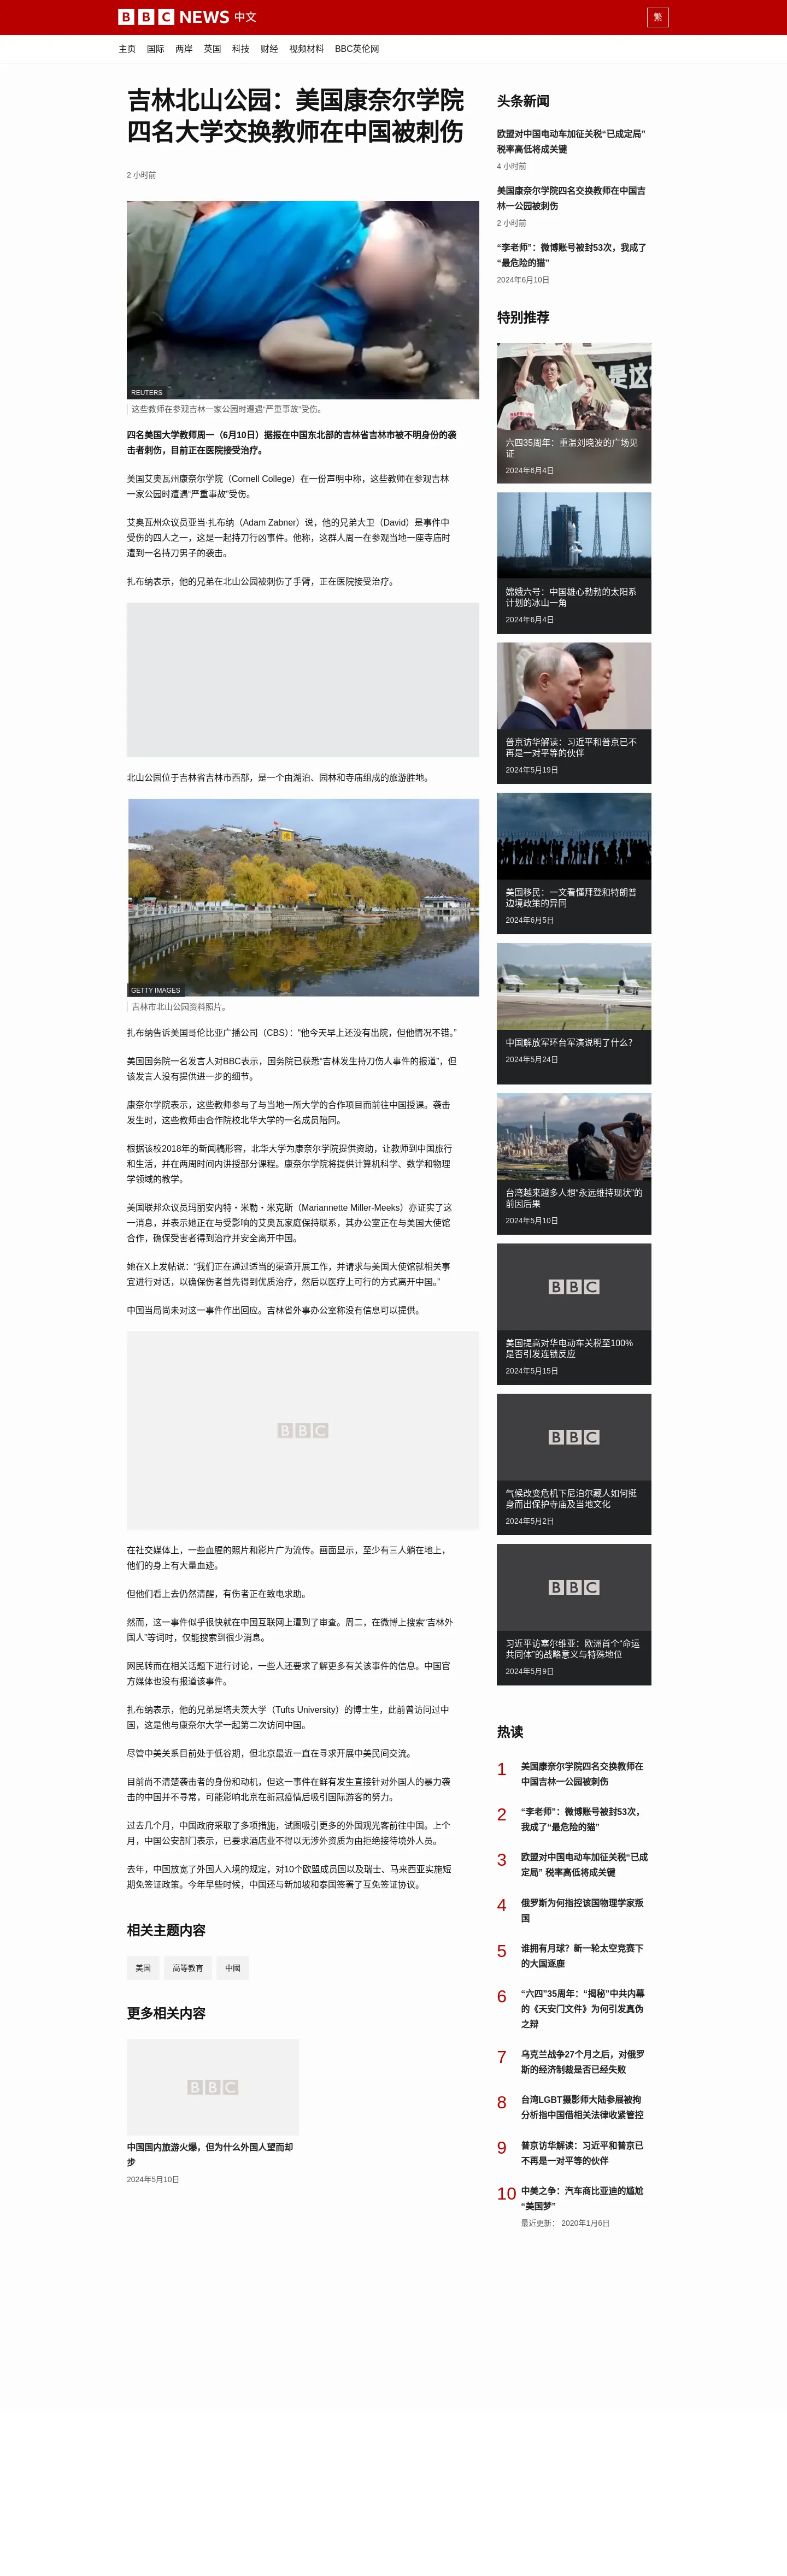 BBC NEWS 中文
繁
主页 国际 两岸 英国 科技 财经 视频材料 BBC英伦网
吉林北山公园：美国康奈尔学院
四名大学交换教师在中国被刺伤
2 小时前
REUTERS
这些教师在参观吉林一家公园时遭遇“严重事故”受伤。
四名美国大学教师周一（6月10日）据报在中国东北部的吉林省吉林市被不明身份的袭
击者刺伤，目前正在医院接受治疗。
美国艾奥瓦州康奈尔学院（Cornell College）在一份声明中称，这些教师在参观吉林
一家公园时遭遇“严重事故”受伤。
艾奥瓦州众议员亚当·扎布纳（Adam Zabner）说，他的兄弟大卫（David）是事件中
受伤的四人之一，这是一起持刀行凶事件。他称，这群人周一在参观当地一座寺庙时
遭到一名持刀男子的袭击。
扎布纳表示，他的兄弟在北山公园被刺伤了手臂，正在医院接受治疗。
北山公园位于吉林省吉林市西部，是一个由湖泊、园林和寺庙组成的旅游胜地。
GETTY IMAGES
吉林市北山公园资料照片。
扎布纳告诉美国哥伦比亚广播公司（CBS）：“他今天早上还没有出院，但他情况不错。”
美国国务院一名发言人对BBC表示，国务院已获悉“吉林发生持刀伤人事件的报道”，但
该发言人没有提供进一步的细节。
康奈尔学院表示，这些教师参与了与当地一所大学的合作项目而前往中国授课。袭击
发生时，这些教师由合作院校北华大学的一名成员陪同。
根据该校2018年的新闻稿形容，北华大学为康奈尔学院提供资助，让教师到中国旅行
和生活，并在两周时间内讲授部分课程。康奈尔学院将提供计算机科学、数学和物理
学领域的教学。
美国联邦众议员玛丽安内特・米勒・米克斯（Mariannette Miller-Meeks）亦证实了这
一消息，并表示她正在与受影响的艾奥瓦家庭保持联系，其办公室正在与美国大使馆
合作，确保受害者得到治疗并安全离开中国。
她在X上发帖说：“我们正在通过适当的渠道开展工作，并请求与美国大使馆就相关事
宜进行对话，以确保伤者首先得到优质治疗，然后以医疗上可行的方式离开中国。”
中国当局尚未对这一事件作出回应。吉林省外事办公室称没有信息可以提供。
BBC
在社交媒体上，一些血腥的照片和影片广为流传。画面显示，至少有三人躺在地上，
他们的身上有大量血迹。
但他们看上去仍然清醒，有伤者正在致电求助。
然而，这一事件似乎很快就在中国互联网上遭到了审查。周二，在微博上搜索“吉林外
国人”等词时，仅能搜索到很少消息。
网民转而在相关话题下进行讨论，一些人还要求了解更多有关该事件的信息。中国官
方媒体也没有报道该事件。
扎布纳表示，他的兄弟是塔夫茨大学（Tufts University）的博士生，此前曾访问过中
国，这是他与康奈尔大学一起第二次访问中国。
尽管中美关系目前处于低谷期，但北京最近一直在寻求开展中美民间交流。
目前尚不清楚袭击者的身份和动机，但这一事件在鲜有发生直接针对外国人的暴力袭
击的中国并不寻常，可能影响北京在新冠疫情后吸引国际游客的努力。
过去几个月，中国政府采取了多项措施，试图吸引更多的外国观光客前往中国。上个
月，中国公安部门表示，已要求酒店业不得以无涉外资质为由拒绝接待境外人员。
去年，中国放宽了外国人入境的规定，对10个欧盟成员国以及瑞士、马来西亚实施短
期免签证政策。今年早些时候，中国还与新加坡和泰国签署了互免签证协议。
相关主题内容
美国 高等教育 中國
更多相关内容
BBC
中国国内旅游火爆，但为什么外国人望而却
步
2024年5月10日
头条新闻
欧盟对中国电动车加征关税“已成定局”
税率高低将成关键
4 小时前
美国康奈尔学院四名交换教师在中国吉
林一公园被刺伤
2 小时前
“李老师”：微博账号被封53次，我成了
“最危险的猫”
2024年6月10日
特别推荐
六四35周年：重温刘晓波的广场见
证
2024年6月4日
嫦娥六号：中国雄心勃勃的太阳系
计划的冰山一角
2024年6月4日
普京访华解读：习近平和普京已不
再是一对平等的伙伴
2024年5月19日
美国移民：一文看懂拜登和特朗普
边境政策的异同
2024年6月5日
中国解放军环台军演说明了什么？
2024年5月24日
台湾越来越多人想“永远维持现状”的
前因后果
2024年5月10日
BBC
美国提高对华电动车关税至100%
是否引发连锁反应
2024年5月15日
BBC
气候改变危机下尼泊尔藏人如何挺
身而出保护寺庙及当地文化
2024年5月2日
BBC
习近平访塞尔维亚：欧洲首个“命运
共同体”的战略意义与特殊地位
2024年5月9日
热读
1 美国康奈尔学院四名交换教师在
中国吉林一公园被刺伤
2 “李老师”：微博账号被封53次，
我成了“最危险的猫”
3 欧盟对中国电动车加征关税“已成
定局” 税率高低将成关键
4 俄罗斯为何指控该国物理学家叛
国
5 谁拥有月球？新一轮太空竞赛下
的大国逐鹿
6 “六四”35周年：“揭秘”中共内幕
的《天安门文件》为何引发真伪
之辩
7 乌克兰战争27个月之后，对俄罗
斯的经济制裁是否已经失败
8 台湾LGBT摄影师大陆参展被拘
分析指中国借相关法律收紧管控
9 普京访华解读：习近平和普京已
不再是一对平等的伙伴
10 中美之争：汽车商比亚迪的尴尬
“美国梦”
最近更新： 2020年1月6日